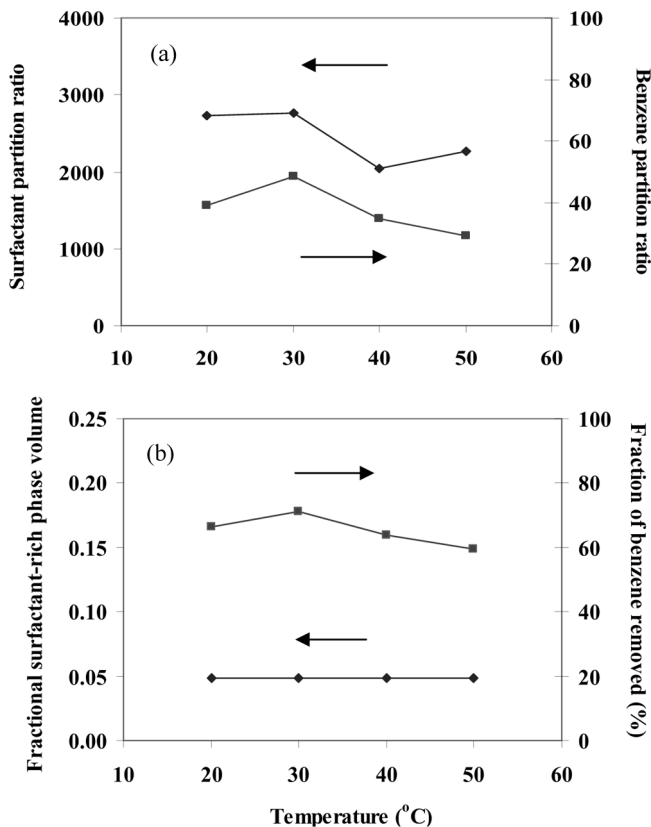 (a)
Surfactant partition ratio
4000
3000
2000
1000
0
Benzene partition ratio
100
80
60
40
20
0
10 20 30 40 50 60
(b)
Fractional surfactant-rich phase volume
0.25
0.20
0.15
0.10
0.05
0.00
Fraction of benzene removed (%)
100
80
60
40
20
0
10 20 30 40 50 60
Temperature (°C)